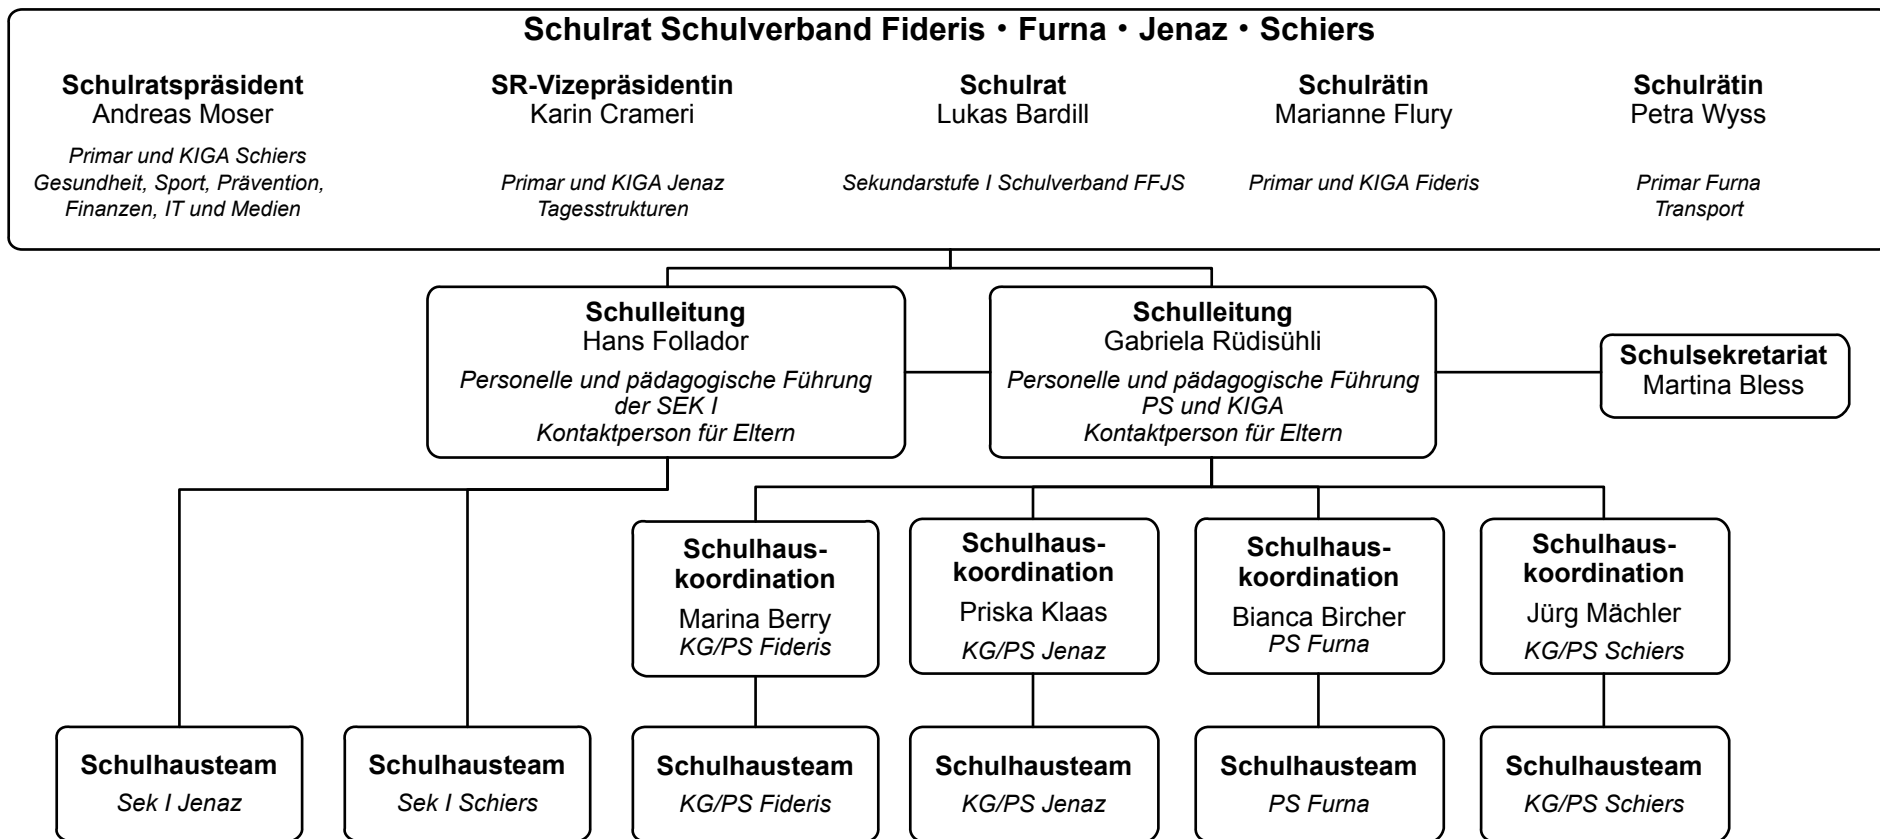 Schulrat Schulverband Fideris • Furna • Jenaz • Schiers
Schulratspräsident
Andreas Moser
Primar und KIGA Schiers
Gesundheit, Sport, Prävention,
Finanzen, IT und Medien
SR-Vizepräsidentin
Karin Crameri
Primar und KIGA Jenaz
Tagesstrukturen
Schulrat
Lukas Bardill
Sekundarstufe I Schulverband FFJS
Schulrätin
Marianne Flury
Primar und KIGA Fideris
Schulrätin
Petra Wyss
Primar Furna
Transport
Schulleitung
Hans Follador
Personelle und pädagogische Führung
der SEK I
Kontaktperson für Eltern
Schulleitung
Gabriela Rüdisühli
Personelle und pädagogische Führung
PS und KIGA
Kontaktperson für Eltern
Schulsekretariat
Martina Bless
Schulhaus-
koordination
Marina Berry
KG/PS Fideris
Schulhaus-
koordination
Priska Klaas
KG/PS Jenaz
Schulhaus-
koordination
Bianca Bircher
PS Furna
Schulhaus-
koordination
Jürg Mächler
KG/PS Schiers
Schulhausteam
Sek I Jenaz
Schulhausteam
Sek I Schiers
Schulhausteam
KG/PS Fideris
Schulhausteam
KG/PS Jenaz
Schulhausteam
PS Furna
Schulhausteam
KG/PS Schiers